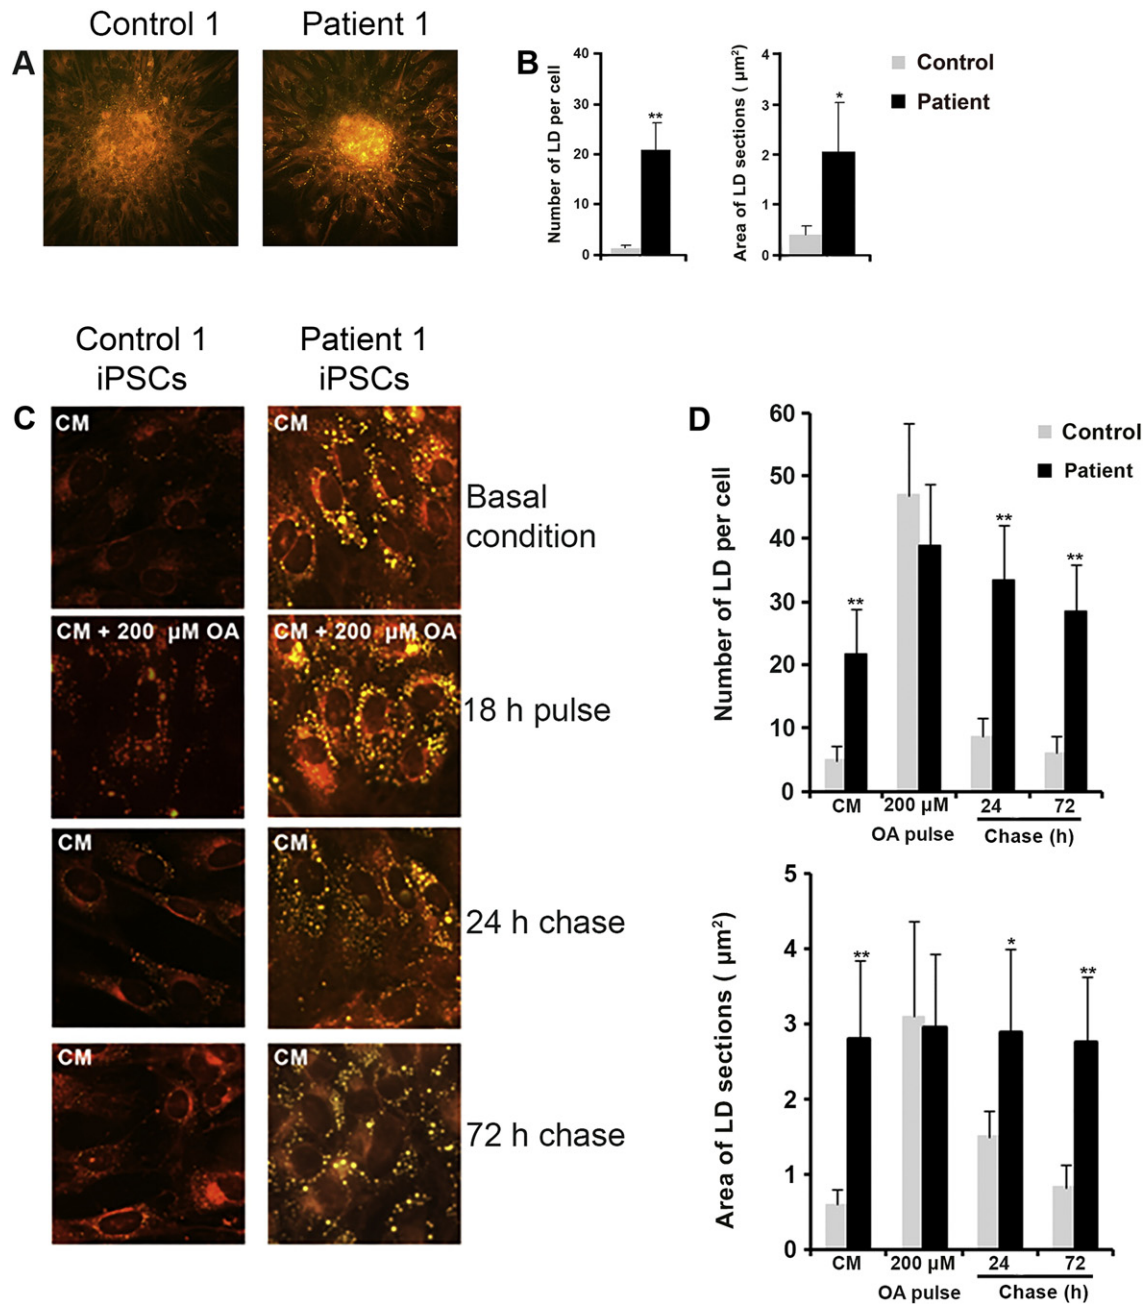 Control 1
Patient 1
A
B
Number of LD per cell
40
30
20
10
0
**
Area of LD sections ( µm²)
4
3
2
1
0
*
Control
Patient
Control 1
iPSCs
Patient 1
iPSCs
C
CM
CM
Basal
condition
CM + 200 µM OA
CM + 200 µM OA
18 h pulse
CM
CM
24 h chase
CM
CM
72 h chase
D
Number of LD per cell
60
50
40
30
20
10
0
**
**
**
Control
Patient
CM
200 µM
24
72
OA pulse
Chase (h)
Area of LD sections ( µm²)
5
4
3
2
1
0
**
*
**
CM
200 µM
24
72
OA pulse
Chase (h)